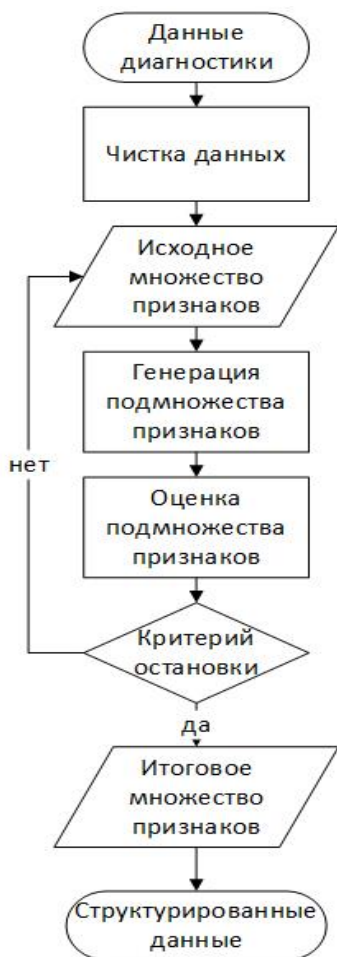 Данные
диагностики
Чистка данных
Исходное
множество
признаков
Генерация
подмножества
признаков
нет
Оценка
подмножества
признаков
Критерий
остановки
да
Итоговое
множество
признаков
Структурированные
данные